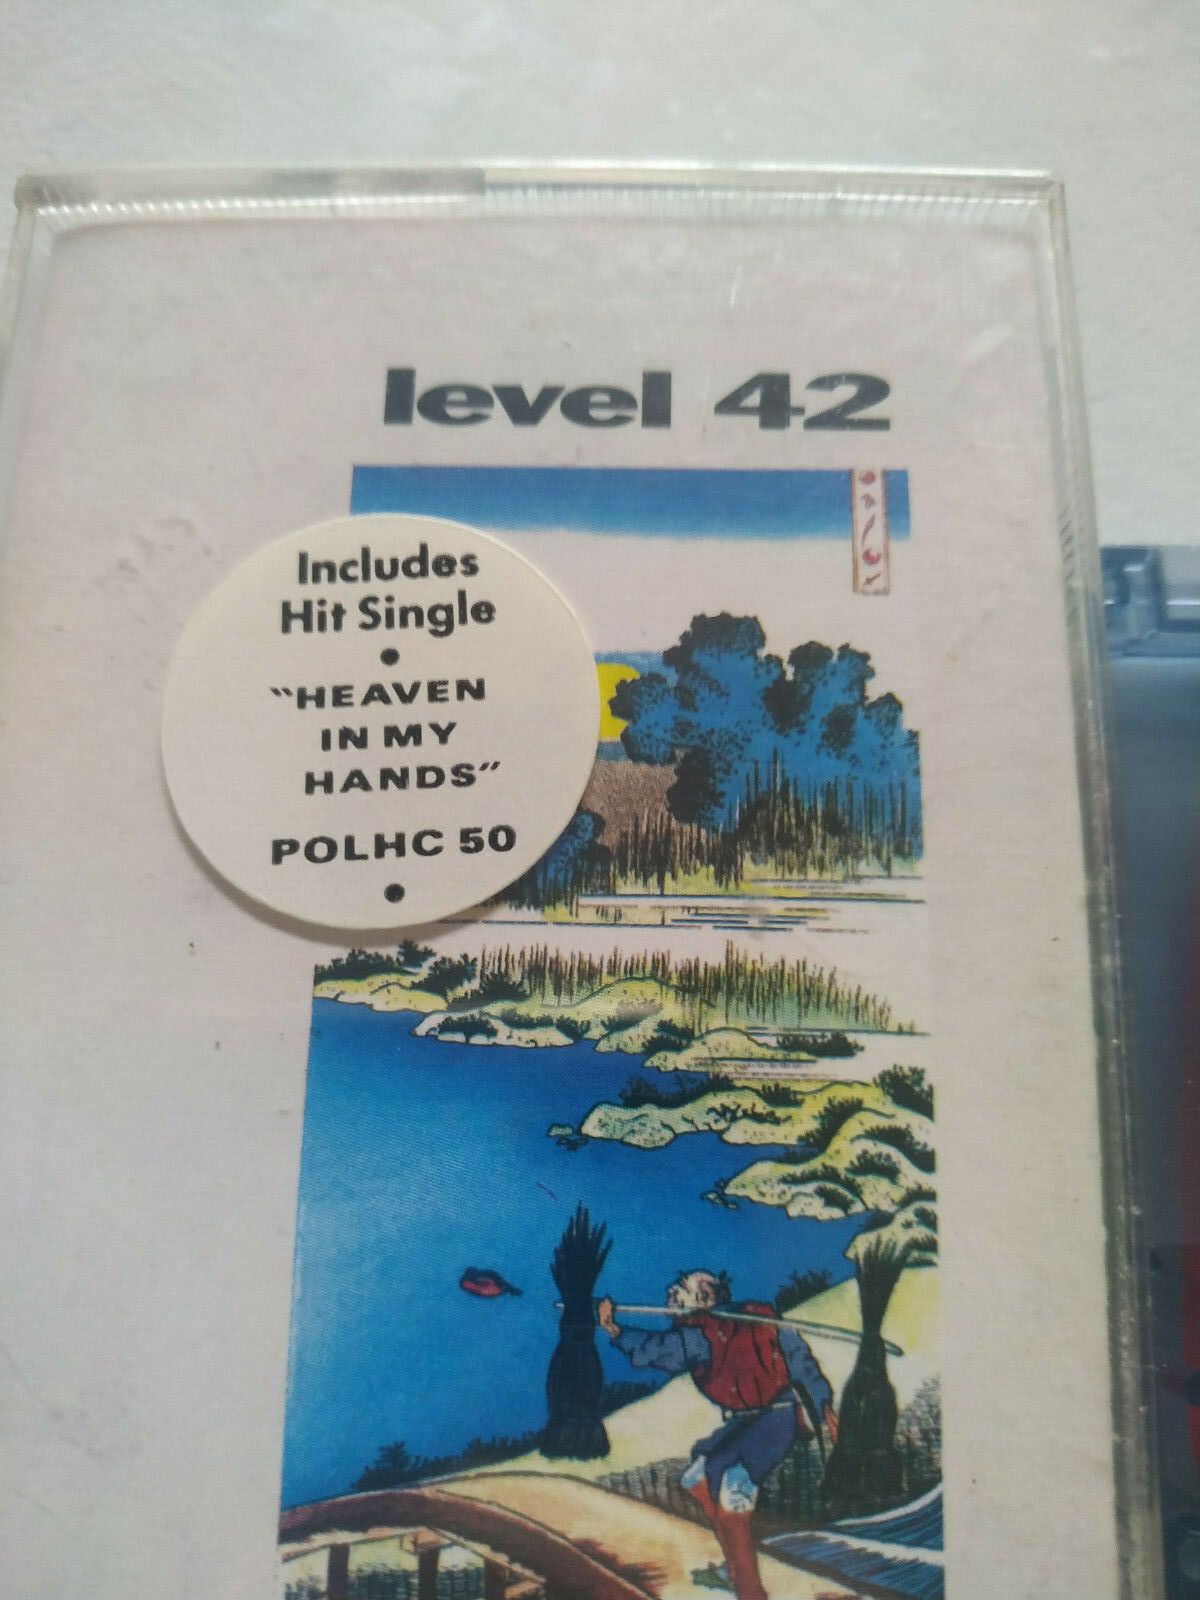 level 42
Includes
Hit Single
•
"HEAVEN
IN MY
HANDS"
POLHC 50
•